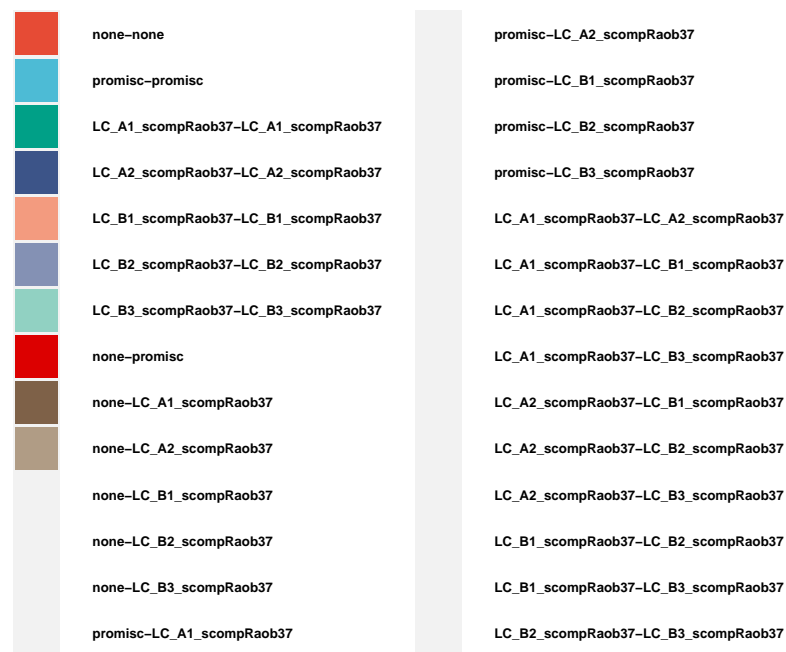 none–none
promisc–promisc
LC_A1_scompRaob37–LC_A1_scompRaob37
LC_A2_scompRaob37–LC_A2_scompRaob37
LC_B1_scompRaob37–LC_B1_scompRaob37
LC_B2_scompRaob37–LC_B2_scompRaob37
LC_B3_scompRaob37–LC_B3_scompRaob37
none–promisc
none–LC_A1_scompRaob37
none–LC_A2_scompRaob37
none–LC_B1_scompRaob37
none–LC_B2_scompRaob37
none–LC_B3_scompRaob37
promisc–LC_A1_scompRaob37
promisc–LC_A2_scompRaob37
promisc–LC_B1_scompRaob37
promisc–LC_B2_scompRaob37
promisc–LC_B3_scompRaob37
LC_A1_scompRaob37–LC_A2_scompRaob37
LC_A1_scompRaob37–LC_B1_scompRaob37
LC_A1_scompRaob37–LC_B2_scompRaob37
LC_A1_scompRaob37–LC_B3_scompRaob37
LC_A2_scompRaob37–LC_B1_scompRaob37
LC_A2_scompRaob37–LC_B2_scompRaob37
LC_A2_scompRaob37–LC_B3_scompRaob37
LC_B1_scompRaob37–LC_B2_scompRaob37
LC_B1_scompRaob37–LC_B3_scompRaob37
LC_B2_scompRaob37–LC_B3_scompRaob37